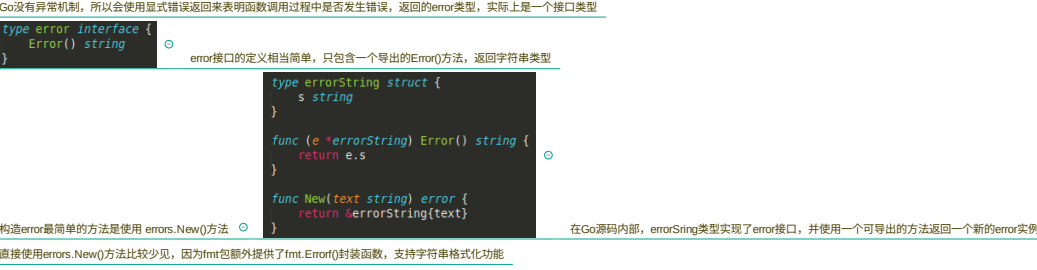 Go没有异常机制，所以会使用显式错误返回来表明函数调用过程中是否发生错误，返回的error类型，实际上是一个接口类型
type error interface {
    Error() string
}
error接口的定义相当简单，只包含一个导出的Error()方法，返回字符串类型
type errorString struct {
    s string
}
func (e *errorString) Error() string {
    return e.s
}
func New(text string) error {
    return &errorString{text}
}
构造error最简单的方法是使用 errors.New()方法
在Go源码内部，errorSring类型实现了error接口，并使用一个可导出的方法返回一个新的error实例
直接使用errors.New()方法比较少见，因为fmt包额外提供了fmt.Errorf()封装函数，支持字符串格式化功能